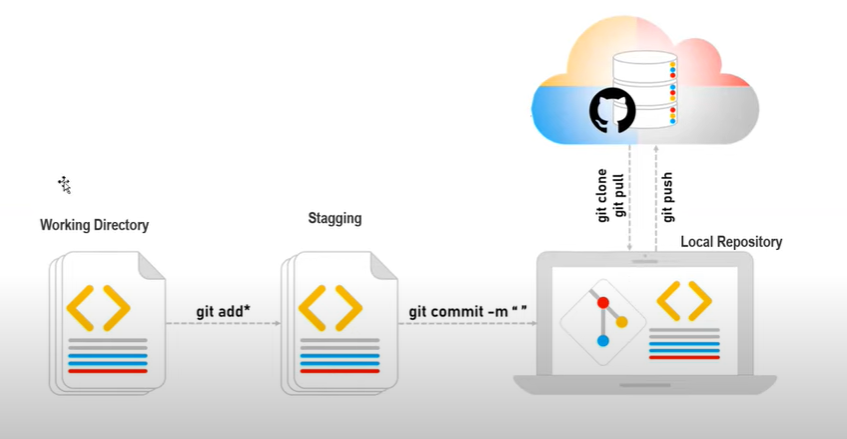 git clone
git pull
git push
Working Directory
Stagging
Local Repository
git add*
git commit -m “ ”